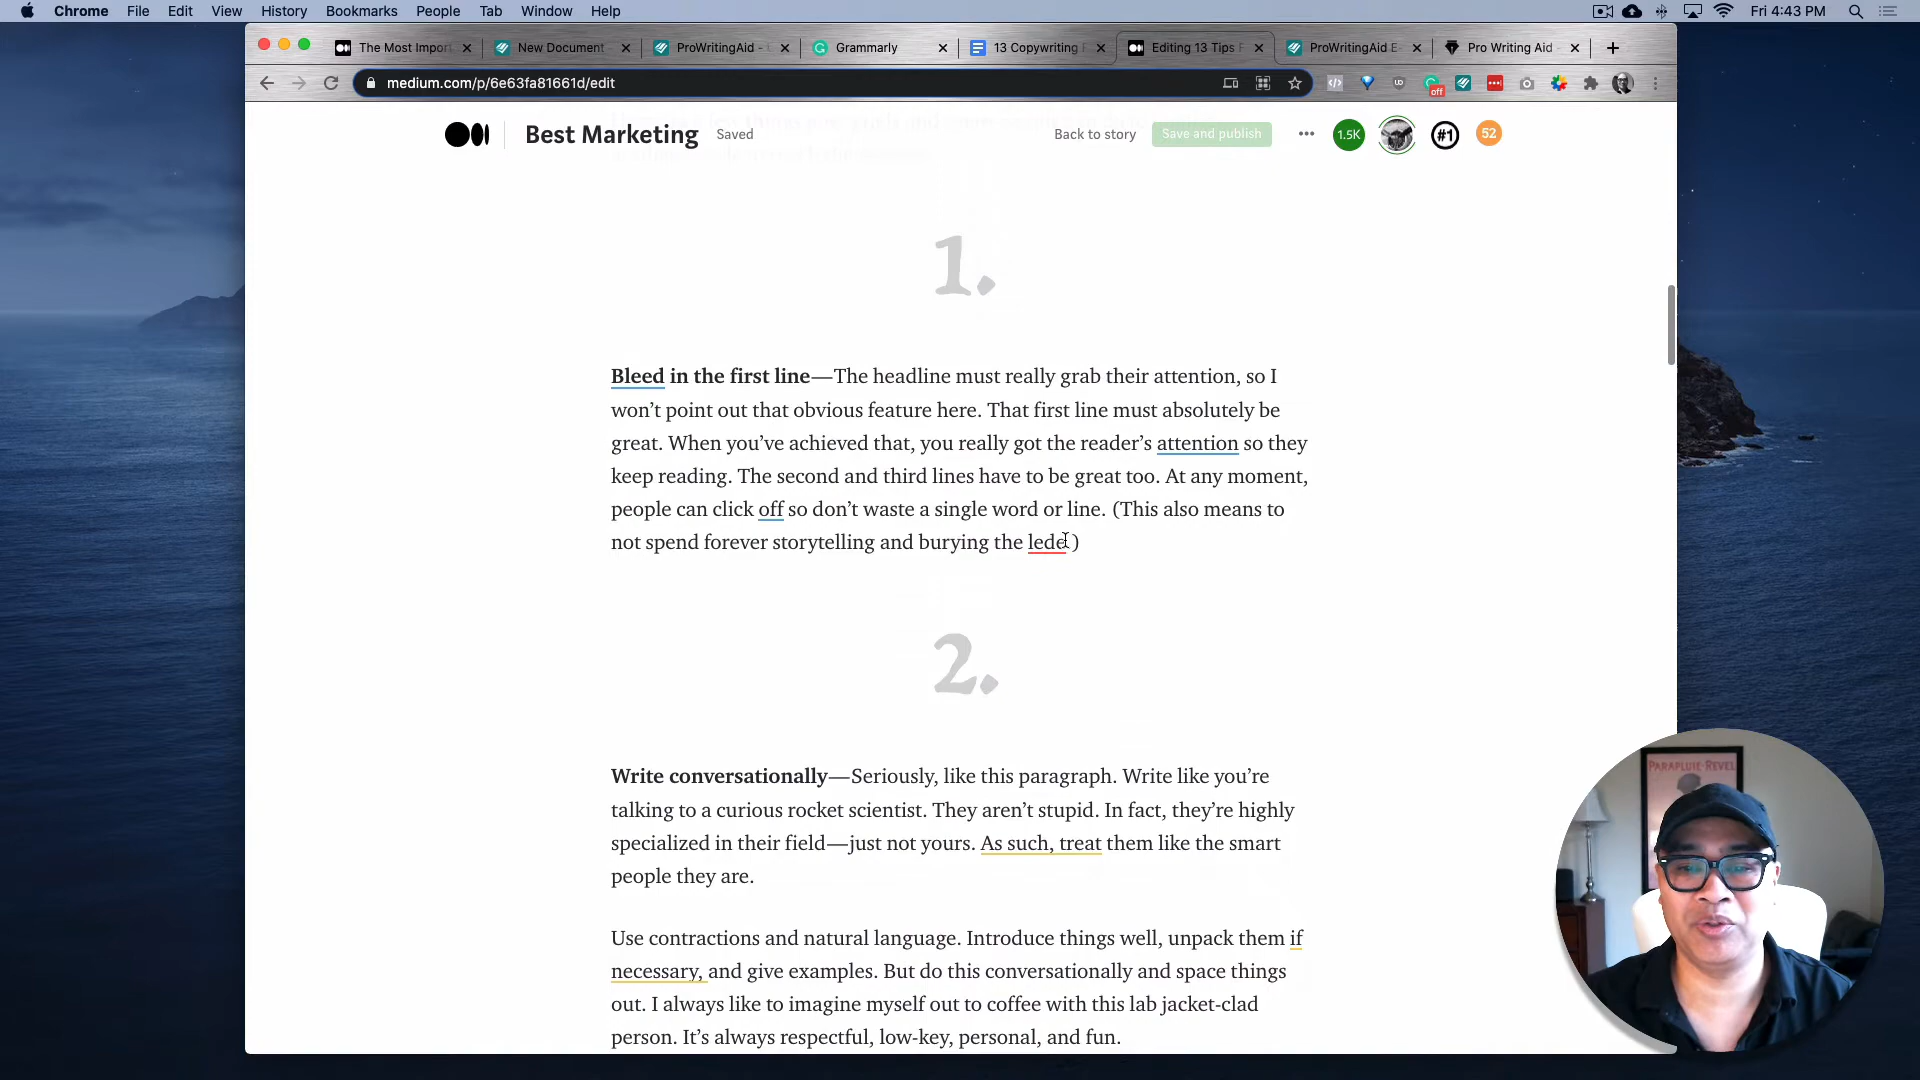 Chrome File Edit View History Bookmarks People Tab Window Help Fri 4:43 PM
The Most Impor New Document ProWritingAid - Grammarly 13 Copywriting Editing 13 Tips F ProWritingAid E Pro Writing Aid
medium.com/p/6e63fa81661d/edit off
Best Marketing Saved Back to story Save and publish 1.5K #1 52
1.
Bleed in the first line—The headline must really grab their attention, so I
won’t point out that obvious feature here. That first line must absolutely be
great. When you’ve achieved that, you really got the reader’s attention so they
keep reading. The second and third lines have to be great too. At any moment,
people can click off so don’t waste a single word or line. (This also means to
not spend forever storytelling and burying the lede)
2.
Write conversationally—Seriously, like this paragraph. Write like you’re
talking to a curious rocket scientist. They aren’t stupid. In fact, they’re highly
specialized in their field—just not yours. As such, treat them like the smart
people they are.
Use contractions and natural language. Introduce things well, unpack them if
necessary, and give examples. But do this conversationally and space things
out. I always like to imagine myself out to coffee with this lab jacket-clad
person. It’s always respectful, low-key, personal, and fun.
PARAPLUIE-REVEL